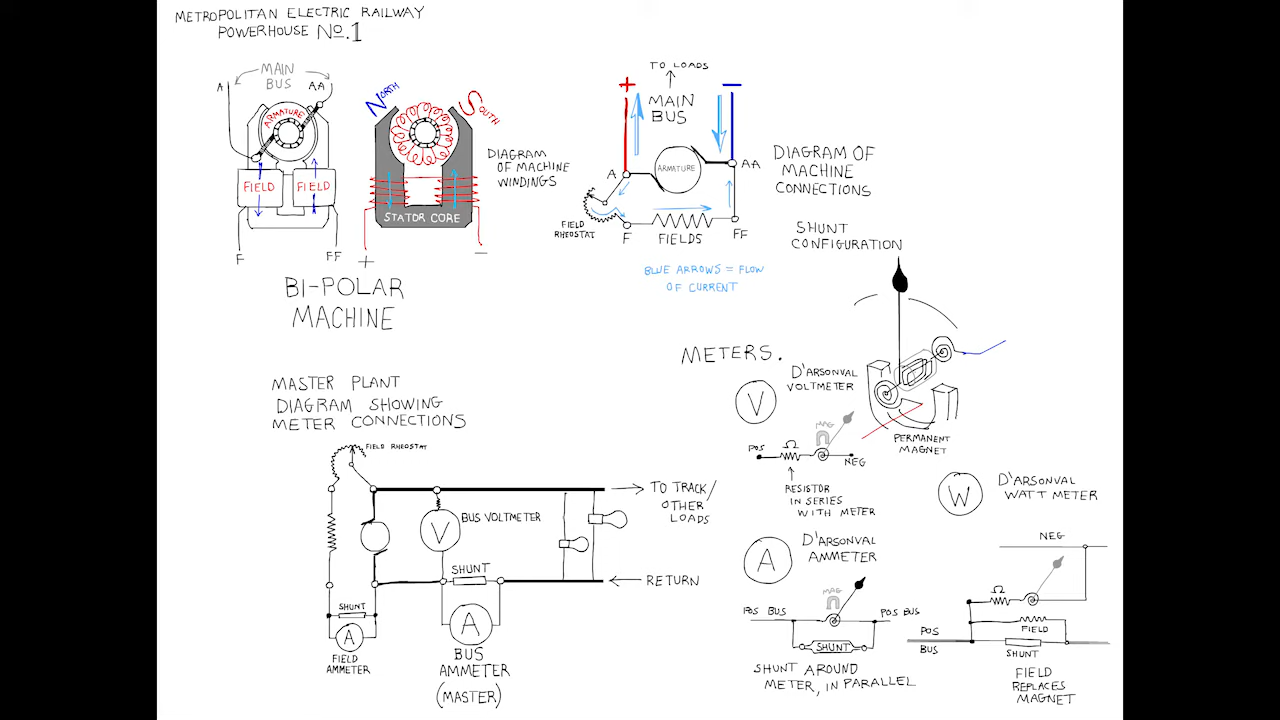 METROPOLITAN ELECTRIC RAILWAY
POWERHOUSE No.1
MAIN
BUS
A
AA
ARMATURE
FIELD
FIELD
F
FF
NORTH
SOUTH
STATOR CORE
+
−
DIAGRAM
OF MACHINE
WINDINGS
BI-POLAR
MACHINE
TO LOADS
+
−
MAIN
BUS
A
ARMATURE
AA
FIELD
RHEOSTAT
F
FIELDS
FF
DIAGRAM OF
MACHINE
CONNECTIONS
SHUNT
CONFIGURATION
BLUE ARROWS = FLOW
OF CURRENT
MASTER PLANT
DIAGRAM SHOWING
METER CONNECTIONS
FIELD RHEOSTAT
TO TRACK/
OTHER
LOADS
V
BUS VOLTMETER
SHUNT
RETURN
SHUNT
A
FIELD
AMMETER
A
BUS
AMMETER
(MASTER)
METERS.
D'ARSONVAL
VOLTMETER
V
PERMANENT
MAGNET
MAG
POS
Ω
NEG
RESISTOR
IN SERIES
WITH METER
D'ARSONVAL
AMMETER
A
MAG
POS BUS
POS BUS
SHUNT
SHUNT AROUND
METER, IN PARALLEL
W
D'ARSONVAL
WATT METER
NEG
Ω
FIELD
POS
BUS
SHUNT
FIELD
REPLACES
MAGNET